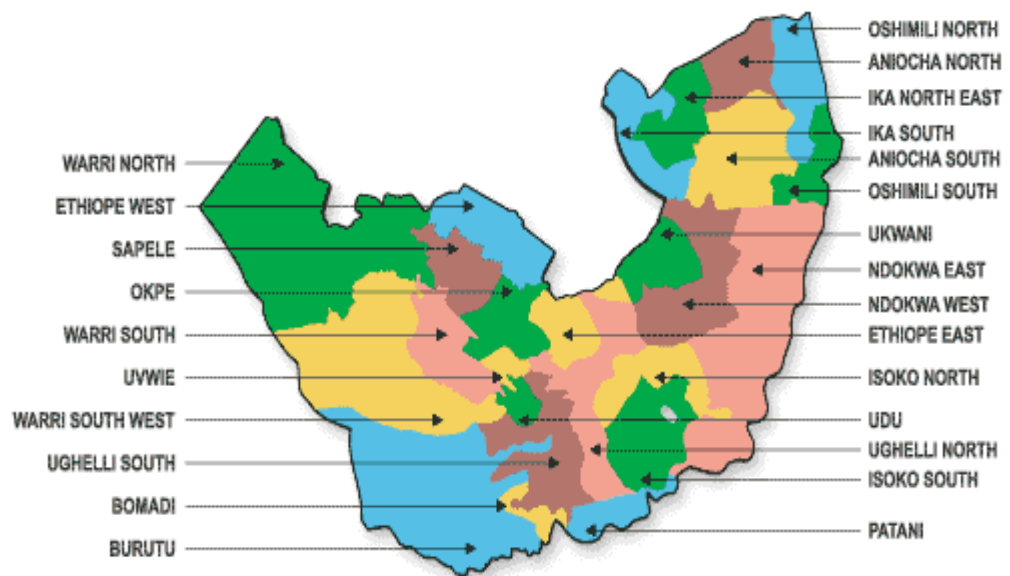 WARRI NORTH
ETHIOPE WEST
SAPELE
OKPE
WARRI SOUTH
UVWIE
WARRI SOUTH WEST
UGHELLI SOUTH
BOMADI
BURUTU
OSHIMILI NORTH
ANIOCHA NORTH
IKA NORTH EAST
IKA SOUTH
ANIOCHA SOUTH
OSHIMILI SOUTH
UKWANI
NDOKWA EAST
NDOKWA WEST
ETHIOPE EAST
ISOKO NORTH
UDU
UGHELLI NORTH
ISOKO SOUTH
PATANI